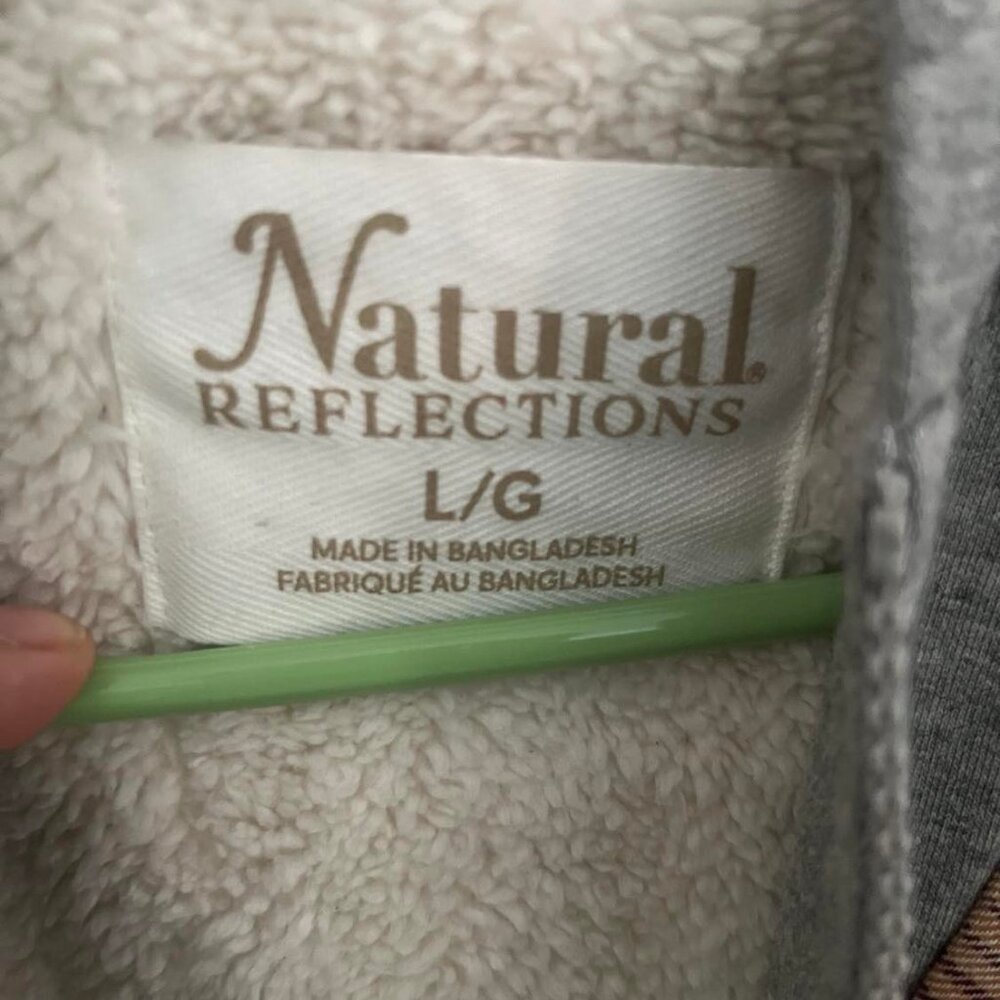 Natural®
REFLECTIONS
L/G
MADE IN BANGLADESH
FABRIQUÉ AU BANGLADESH